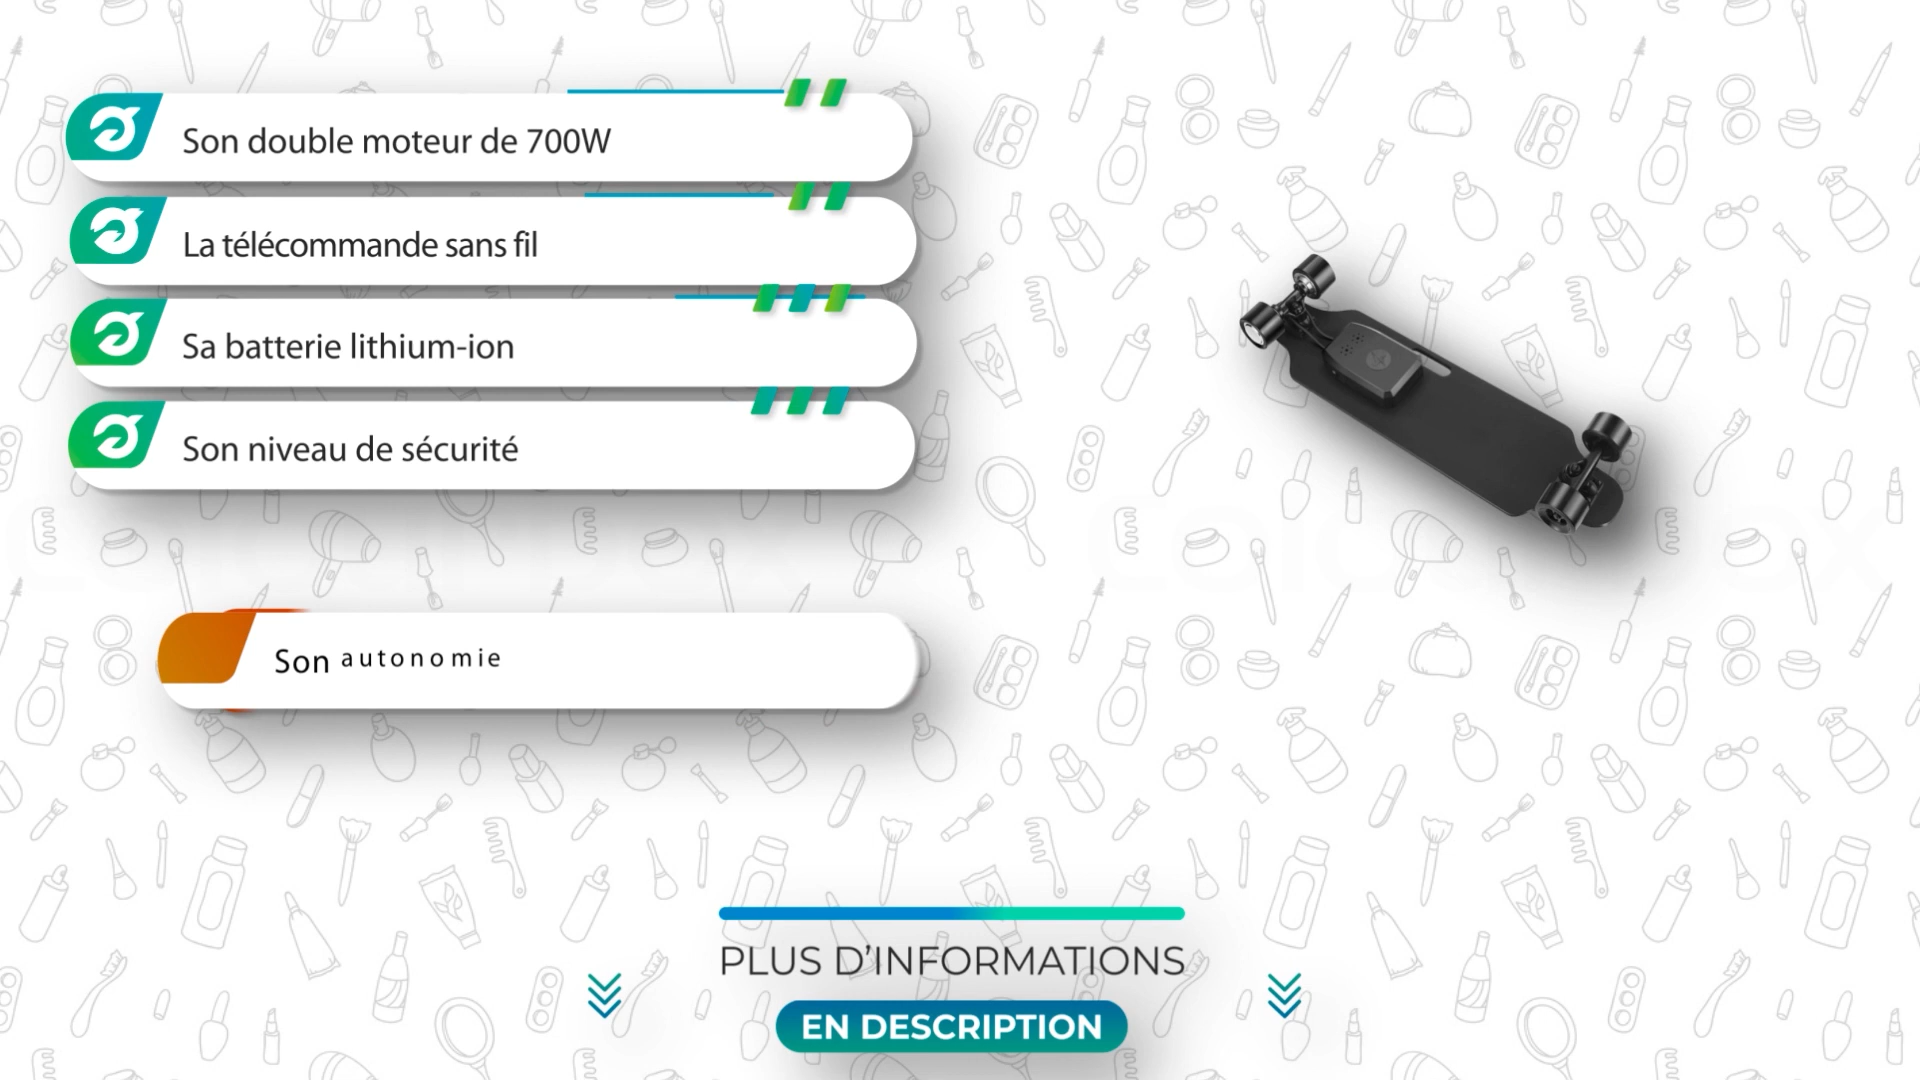 Son double moteur de 700W
La télécommande sans fil
Sa batterie lithium-ion
Son niveau de sécurité
Son autonomie
PLUS D’INFORMATIONS
EN DESCRIPTION